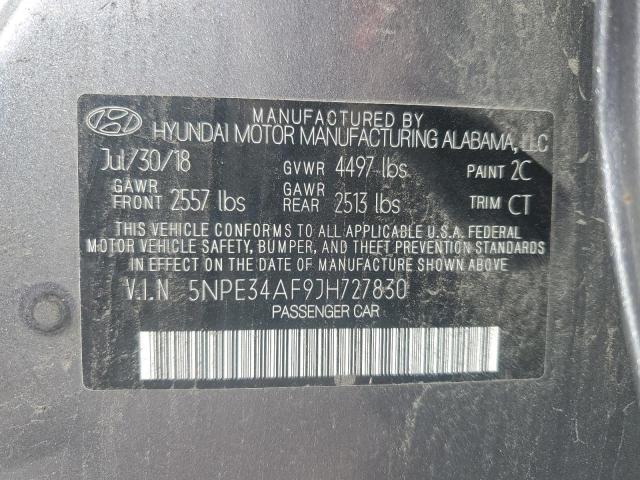 MANUFACTURED BY
HYUNDAI MOTOR MANUFACTURING ALABAMA, LLC
Jul/30/18 GVWR 4497 lbs PAINT 2C
GAWR FRONT 2557 lbs GAWR REAR 2513 lbs TRIM CT
THIS VEHICLE CONFORMS TO ALL APPLICABLE U.S.A. FEDERAL
MOTOR VEHICLE SAFETY, BUMPER, AND THEFT PREVENTION STANDARDS
IN EFFECT ON THE DATE OF MANUFACTURE SHOWN ABOVE
V.I.N 5NPE34AF9JH727830
PASSENGER CAR